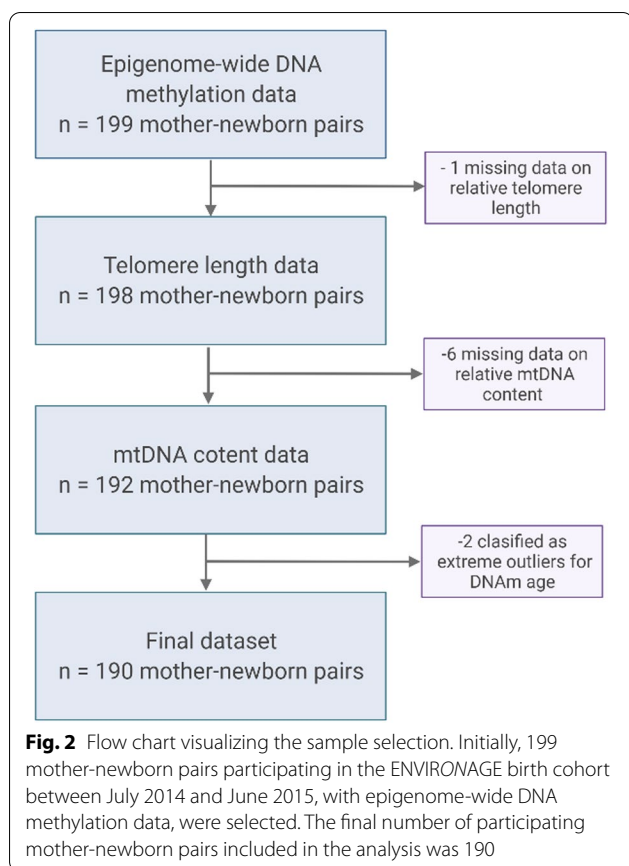 Epigenome-wide DNA
methylation data
n = 199 mother-newborn pairs
- 1 missing data on
relative telomere
length
Telomere length data
n = 198 mother-newborn pairs
-6 missing data on
relative mtDNA
content
mtDNA cotent data
n = 192 mother-newborn pairs
-2 clasified as
extreme outliers for
DNAm age
Final dataset
n = 190 mother-newborn pairs
Fig. 2 Flow chart visualizing the sample selection. Initially, 199
mother-newborn pairs participating in the ENVIRONAGE birth cohort
between July 2014 and June 2015, with epigenome-wide DNA
methylation data, were selected. The final number of participating
mother-newborn pairs included in the analysis was 190